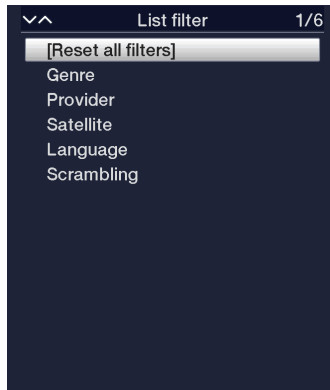 List filter 1/6
[Reset all filters]
Genre
Provider
Satellite
Language
Scrambling